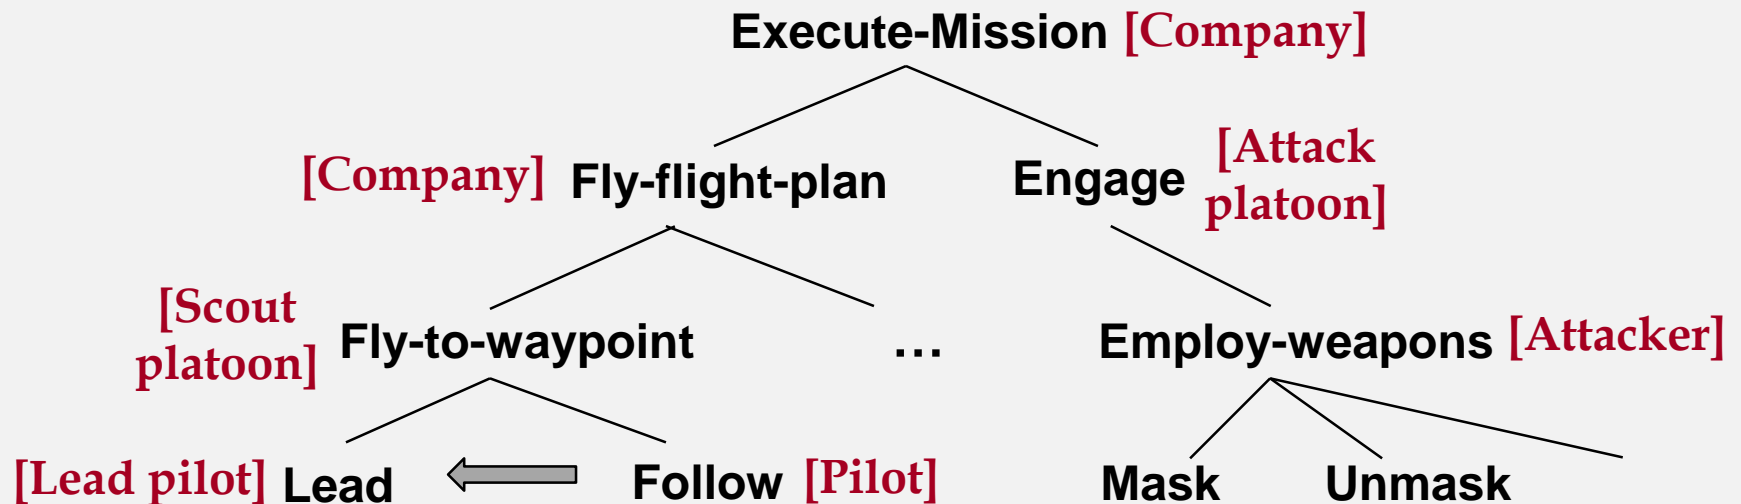 Execute-Mission [Company]
[Company] Fly-flight-plan Engage [Attack
platoon]
[Scout
platoon] Fly-to-waypoint … Employ-weapons [Attacker]
[Lead pilot] Lead Follow [Pilot] Mask Unmask